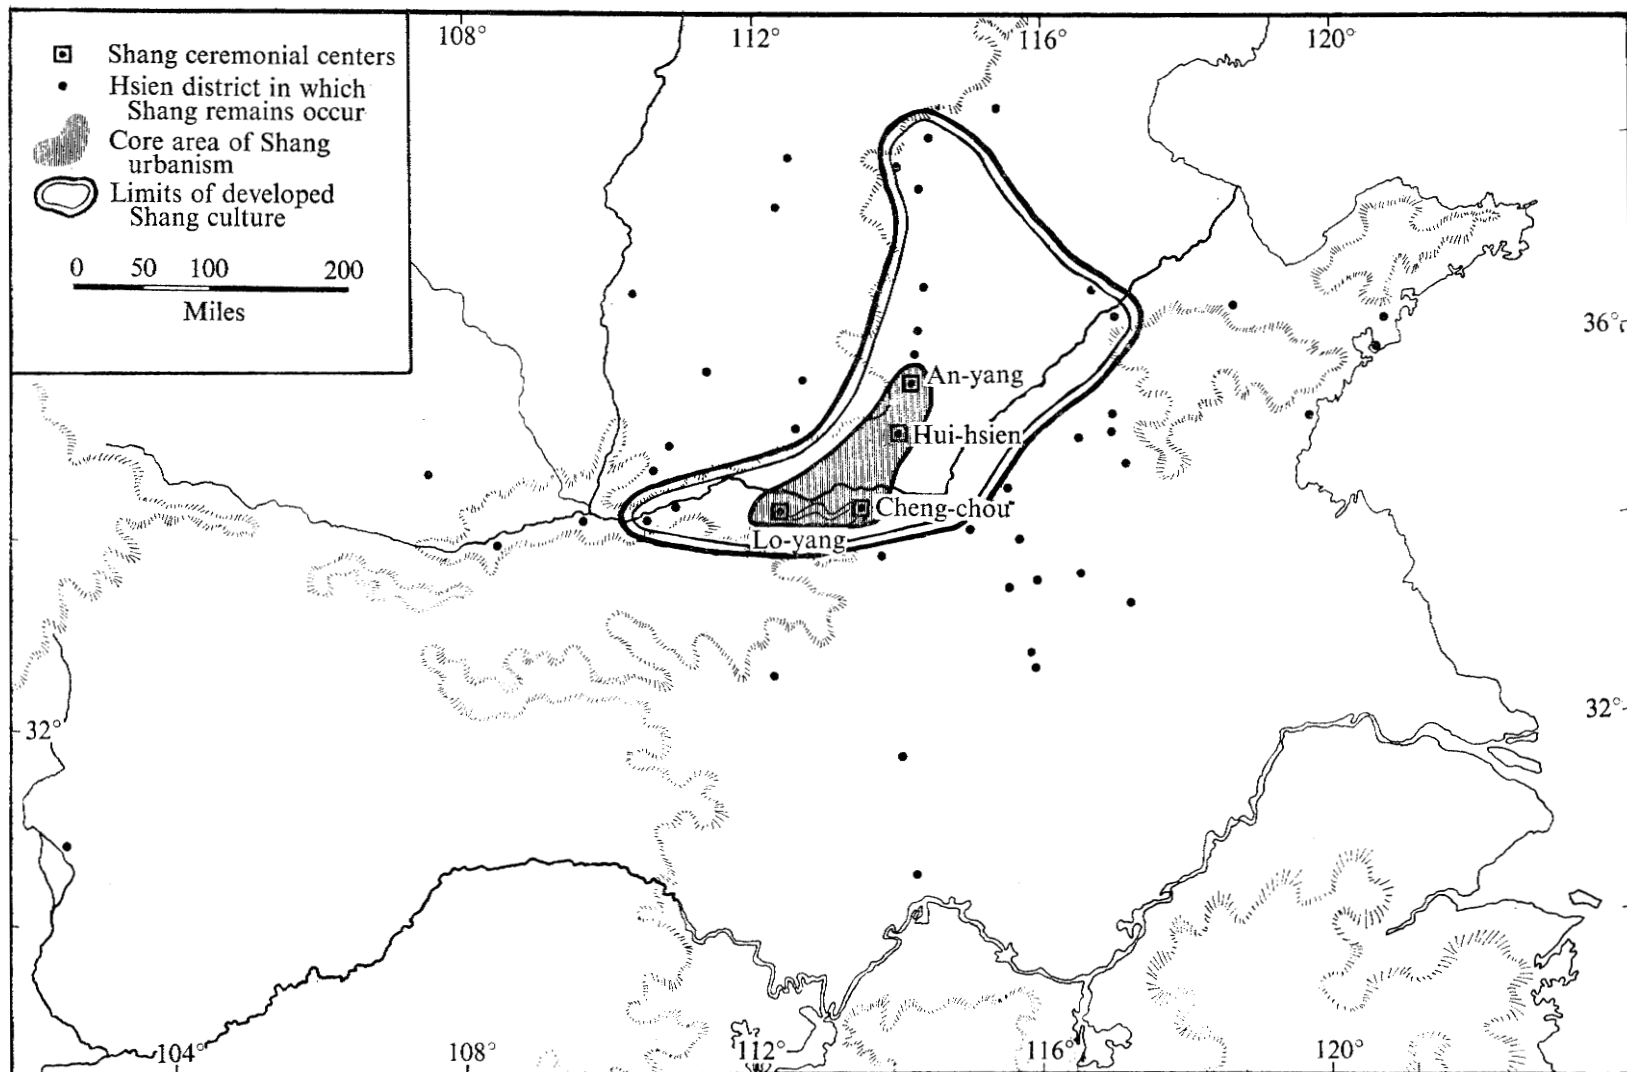 108°
112°
116°
120°
Shang ceremonial centers
Hsien district in which
Shang remains occur
Core area of Shang
urbanism
Limits of developed
Shang culture
0 50 100 200
Miles
36°
An-yang
Hui-hsien
Cheng-chou
Lo-yang
32°
32°
104°
108°
112°
116°
120°